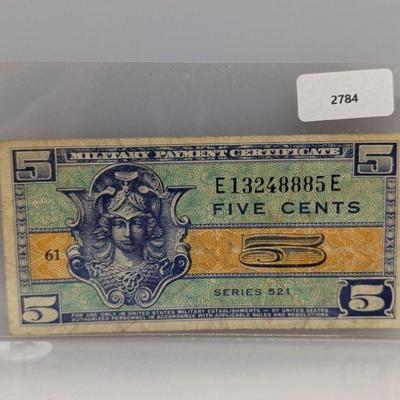 2784
5 MILITARY PAYMENT CERTIFICATE 5
E13248885E
FIVE CENTS
61
5
SERIES 521
5 5
FOR USE ONLY IN UNITED STATES MILITARY ESTABLISHMENTS — BY UNITED STATES
AUTHORIZED PERSONNEL IN ACCORDANCE WITH APPLICABLE RULES AND REGULATIONS.